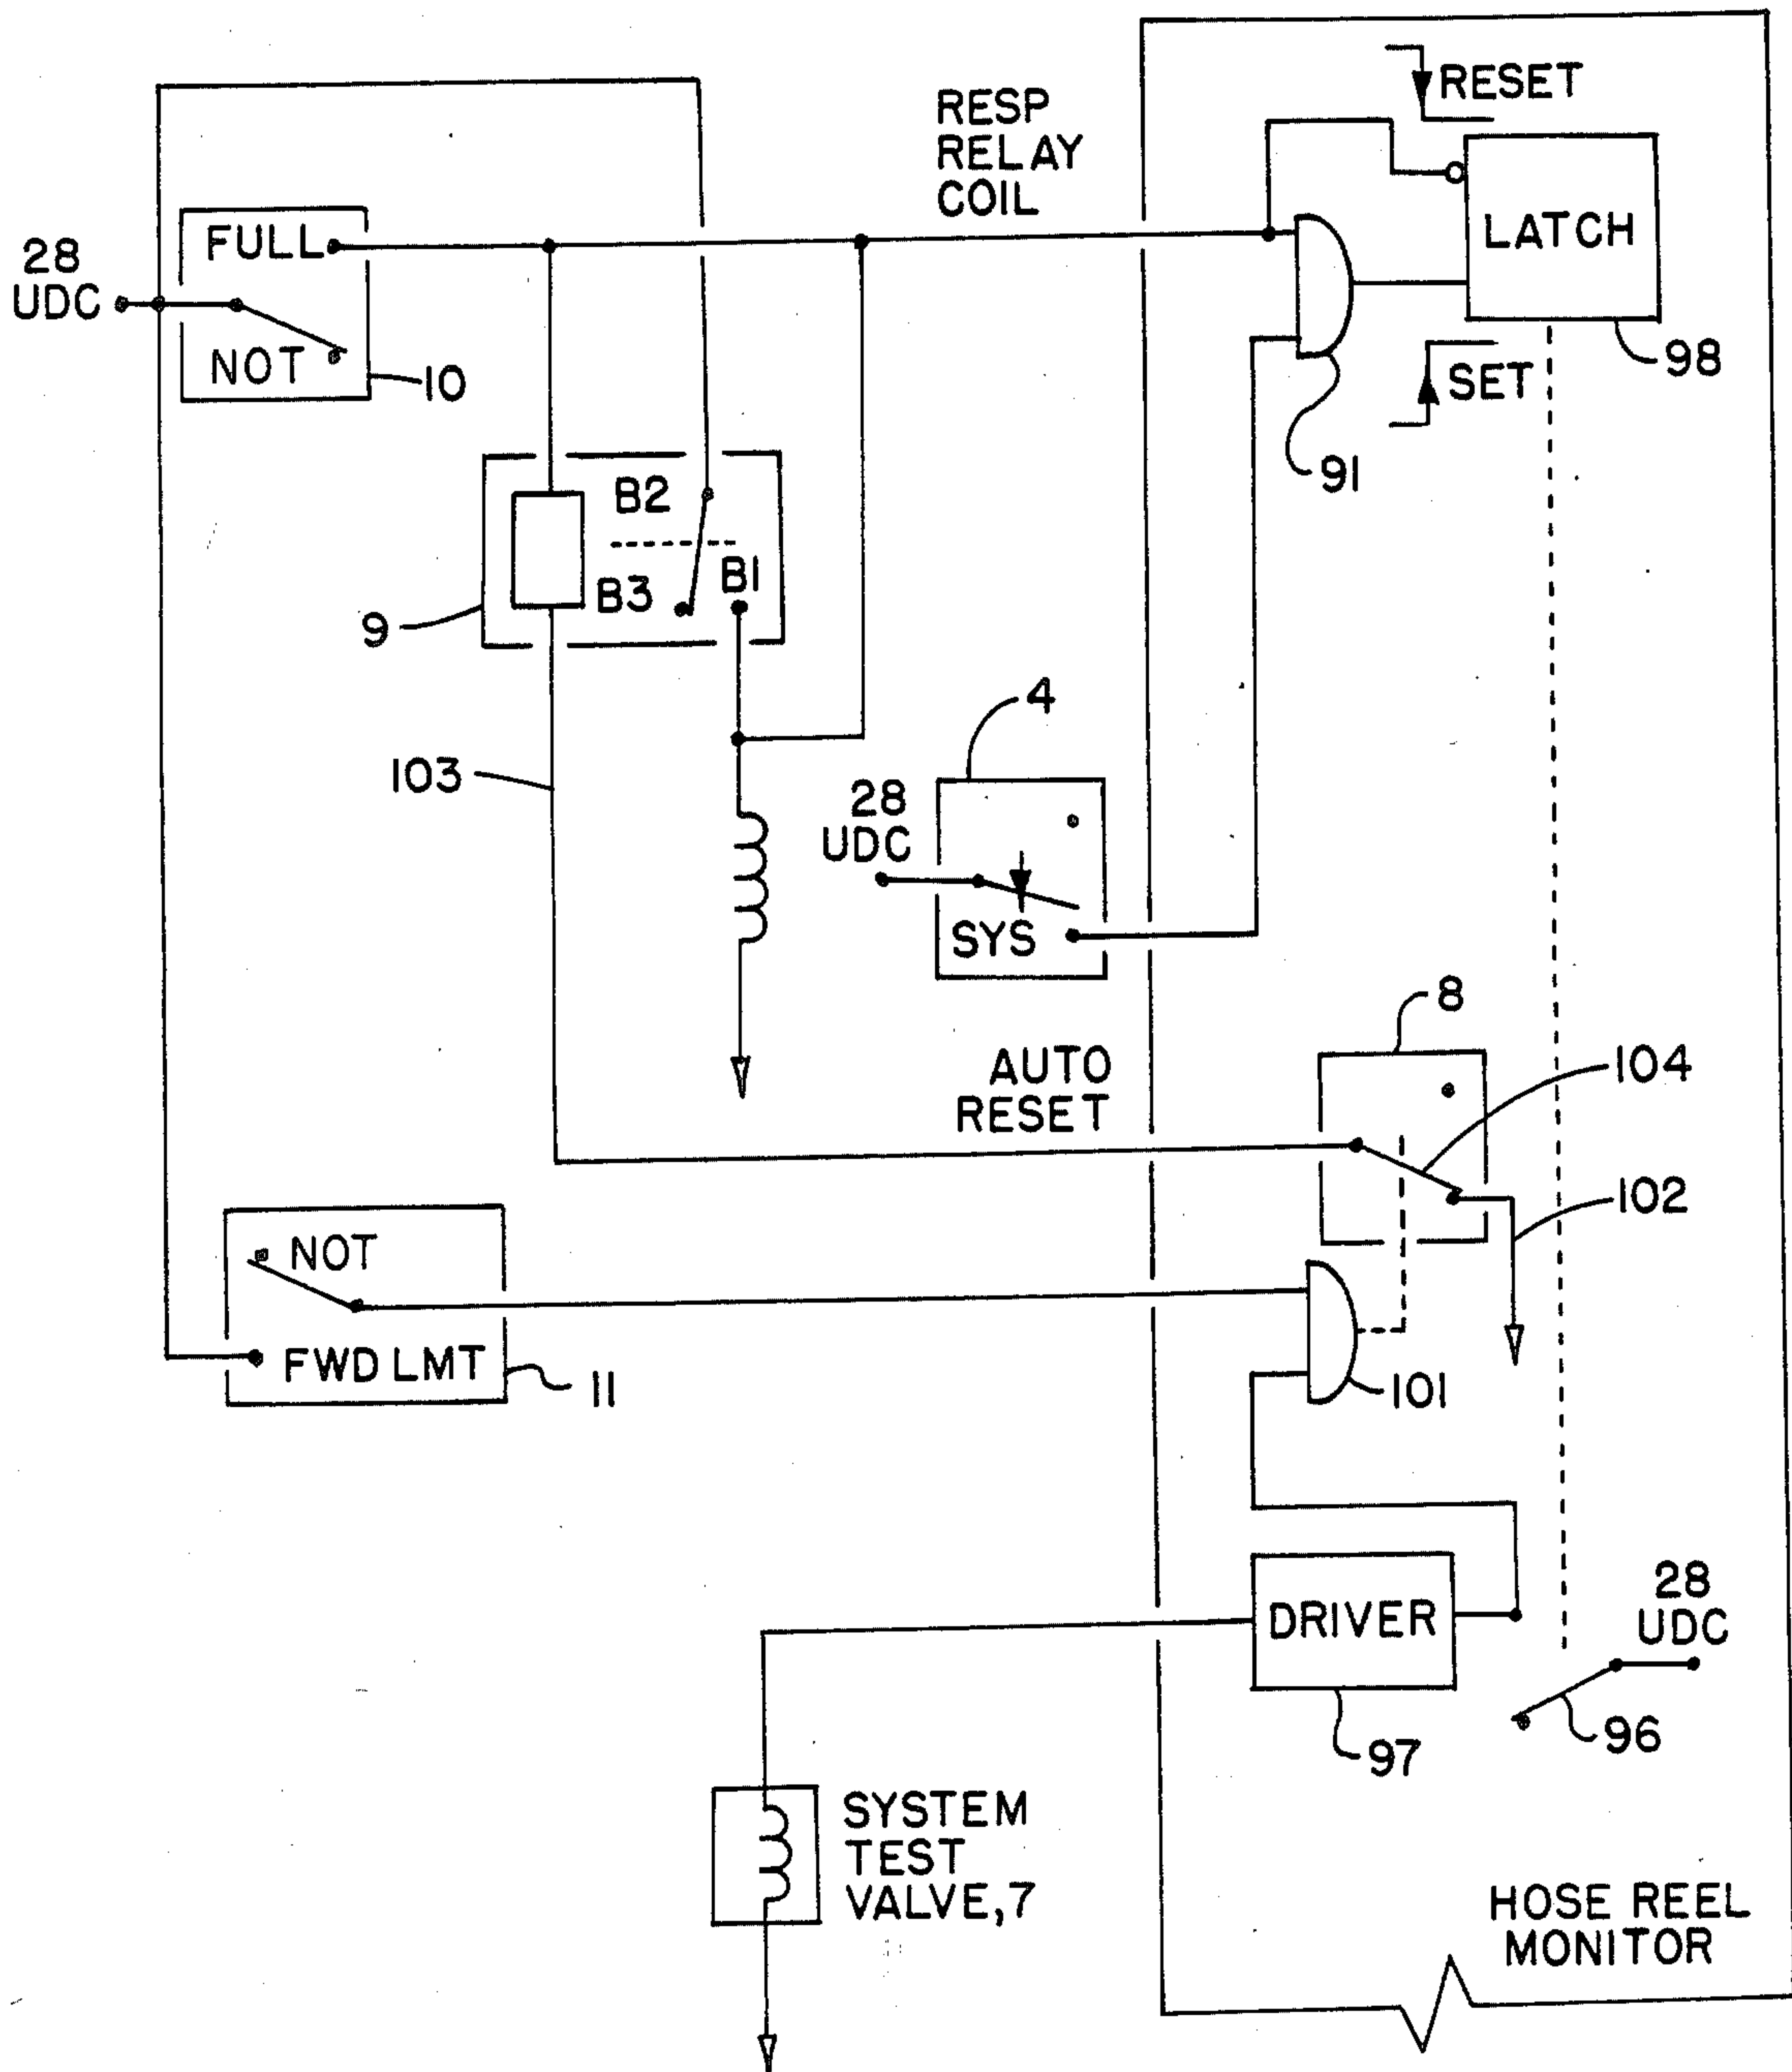 RESET
RESP
RELAY
COIL
LATCH
FULL
28
UDC
NOT
10
98
SET
91
B2
B1
B3
9
4
103
28
UDC
SYS
8
104
AUTO
RESET
102
NOT
FWD LMT
11
101
DRIVER
28
UDC
96
97
SYSTEM
TEST
VALVE,7
HOSE REEL
MONITOR